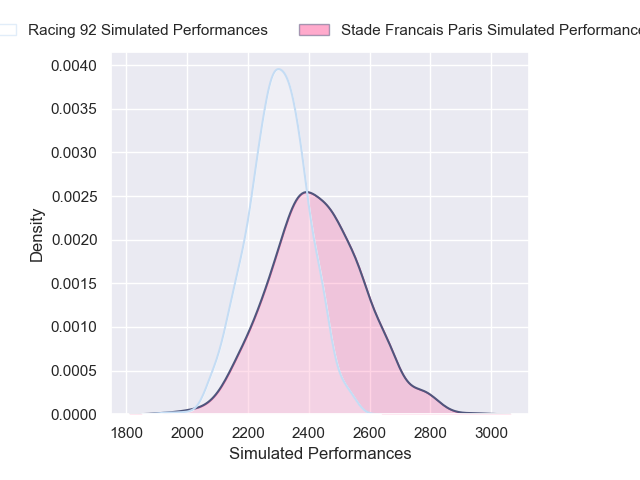 Racing 92 Simulated Performances
Stade Francais Paris Simulated Performance
0.0040
0.0035
0.0030
0.0025
0.0020
0.0015
0.0010
0.0005
0.0000
Density
1800 2000 2200 2400 2600 2800 3000
Simulated Performances